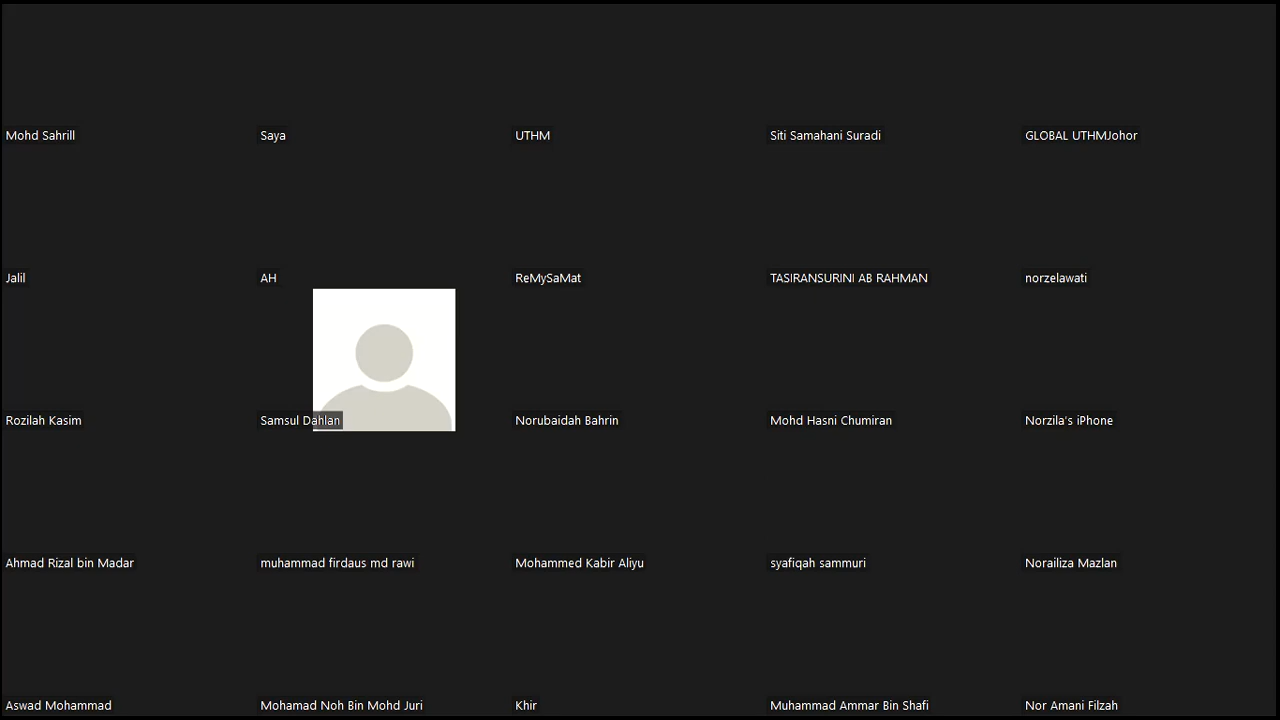 Mohd Sahrill
Saya
UTHM
Siti Samahani Suradi
GLOBAL UTHMJohor
Jalil
AH
ReMySaMat
TASIRANSURINI AB RAHMAN
norzelawati
Rozilah Kasim
Samsul Dahlan
Norubaidah Bahrin
Mohd Hasni Chumiran
Norzila's iPhone
Ahmad Rizal bin Madar
muhammad firdaus md rawi
Mohammed Kabir Aliyu
syafiqah sammuri
Norailiza Mazlan
Aswad Mohammad
Mohamad Noh Bin Mohd Juri
Khir
Muhammad Ammar Bin Shafi
Nor Amani Filzah